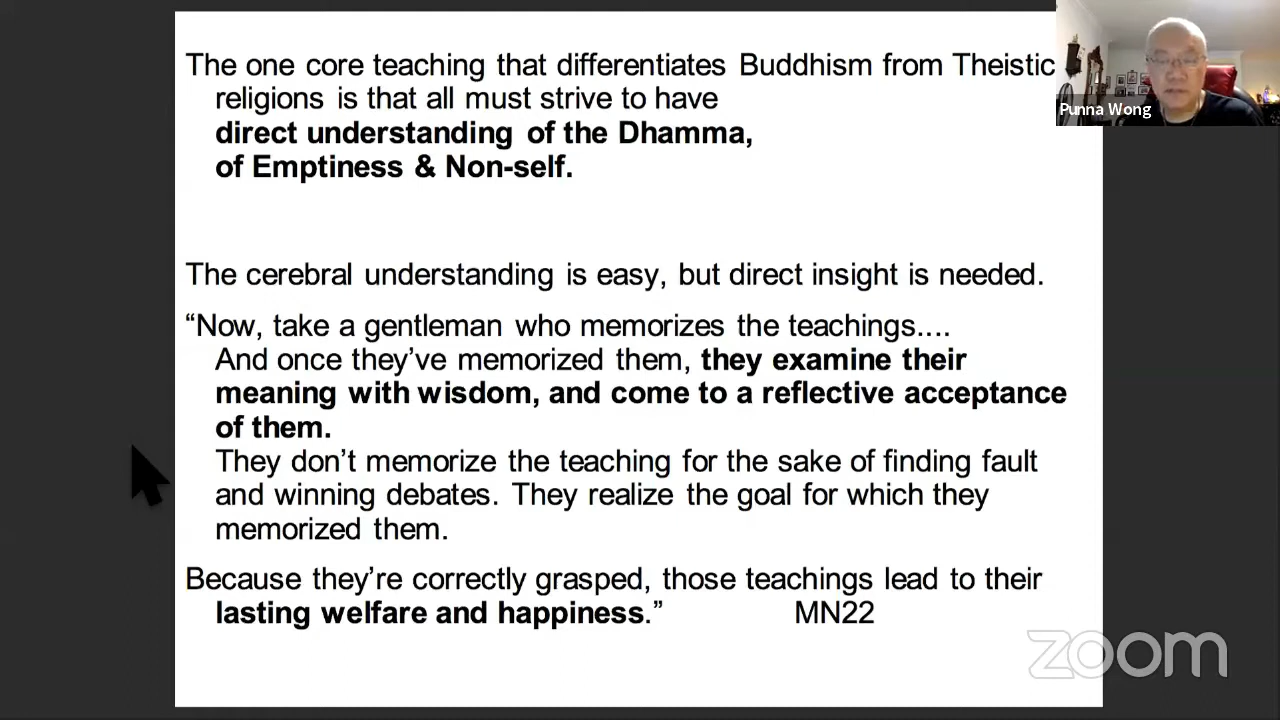 The one core teaching that differentiates Buddhism from Theistic
religions is that all must strive to have
direct understanding of the Dhamma,
of Emptiness & Non-self.
The cerebral understanding is easy, but direct insight is needed.
“Now, take a gentleman who memorizes the teachings....
And once they’ve memorized them, they examine their
meaning with wisdom, and come to a reflective acceptance
of them.
They don’t memorize the teaching for the sake of finding fault
and winning debates. They realize the goal for which they
memorized them.
Because they’re correctly grasped, those teachings lead to their
lasting welfare and happiness.” MN22
Punna Wong
zoom